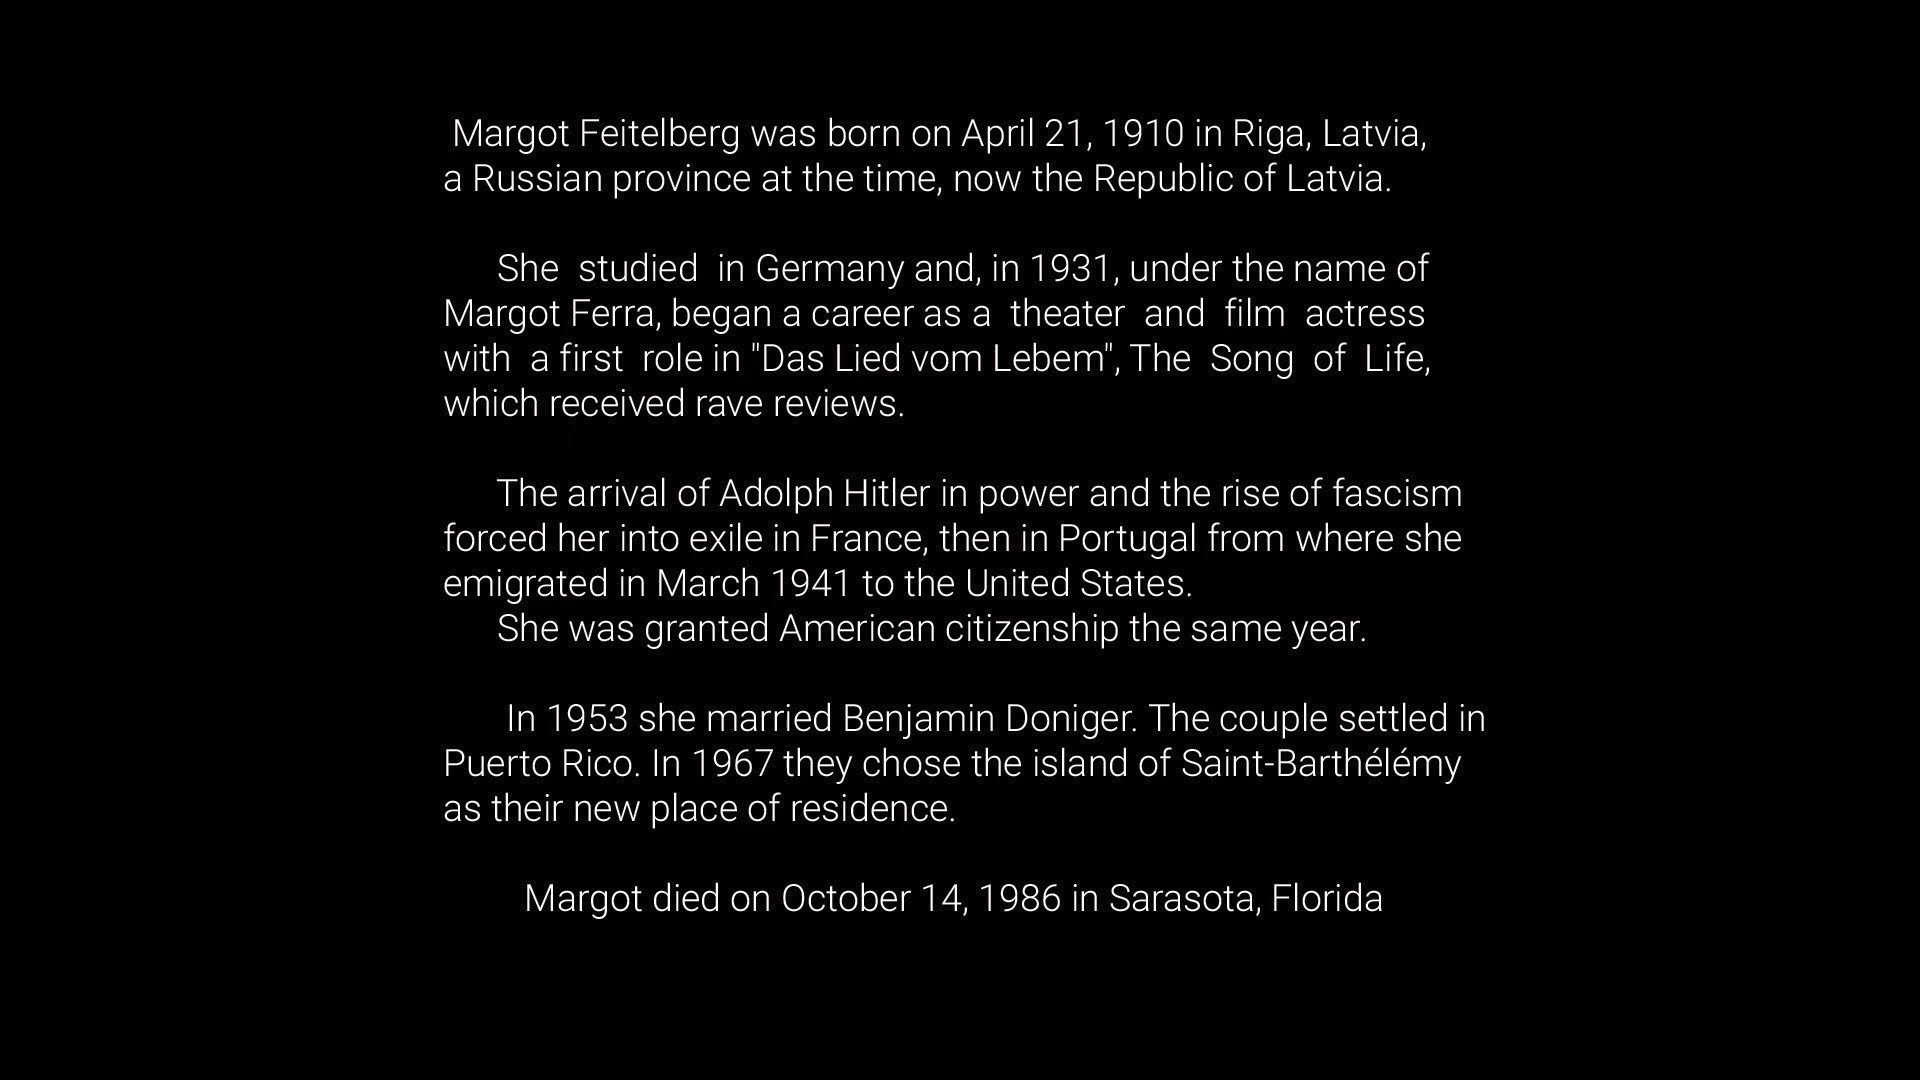 Margot Feitelberg was born on April 21, 1910 in Riga, Latvia,
a Russian province at the time, now the Republic of Latvia.
She studied in Germany and, in 1931, under the name of
Margot Ferra, began a career as a theater and film actress
with a first role in "Das Lied vom Lebem", The Song of Life,
which received rave reviews.
The arrival of Adolph Hitler in power and the rise of fascism
forced her into exile in France, then in Portugal from where she
emigrated in March 1941 to the United States.
She was granted American citizenship the same year.
In 1953 she married Benjamin Doniger. The couple settled in
Puerto Rico. In 1967 they chose the island of Saint-Barthélémy
as their new place of residence.
Margot died on October 14, 1986 in Sarasota, Florida